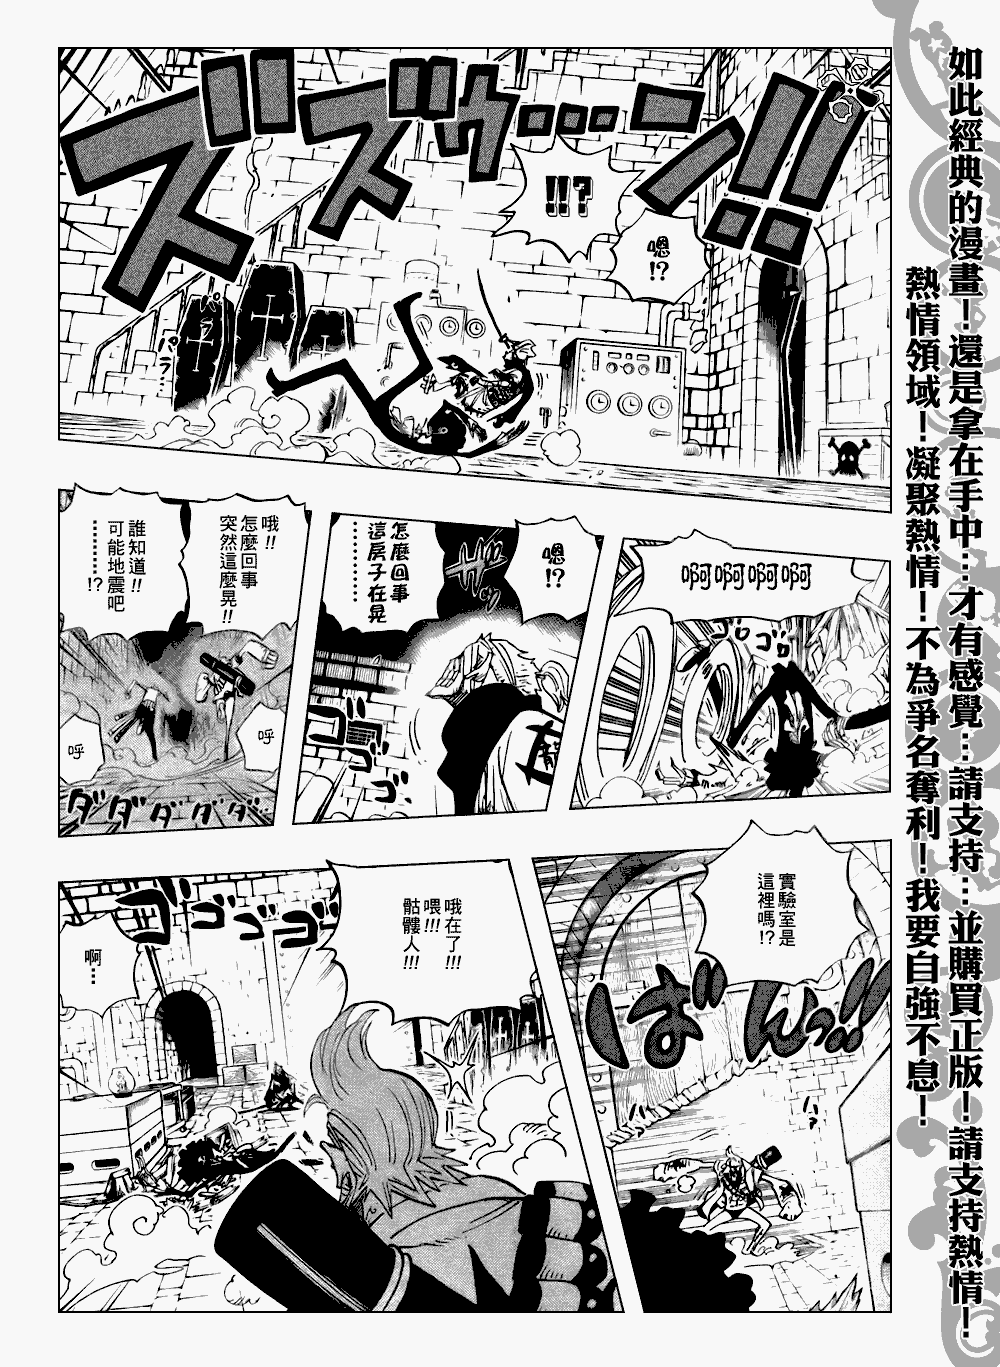 如此經典的漫畫！還是拿在手中…才有感覺…請支持…並購買正版！請支持熱情！
熱情領域！凝聚熱情！不為爭名奪利！我要自強不息！
ズズゥ…ン!!
!!?
嗯!?
パラ
パラ…
啊啊啊啊
ゴゴゴ
嗯!?
怎麼回事
這房子在晃
………
ゴゴゴゴ
哦!!
怎麼回事
突然這麼晃!!
誰知道!!
可能地震吧
………!?
呼
呼
ダダダダダダ
實驗室是
這裡嗎!?
ばんっ!!
哦在了!!!
喂!!!
骷髏人!!!
ゴゴゴゴゴ
啊…